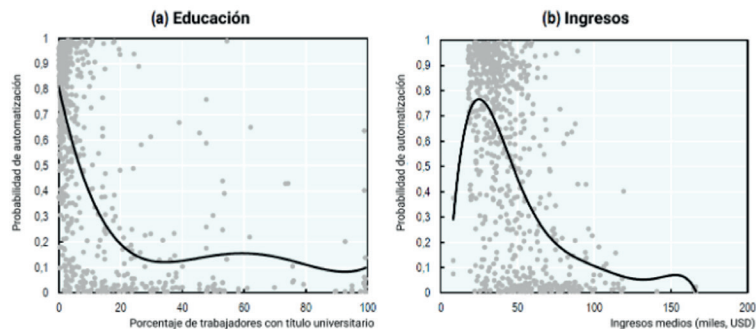 (a) Educación
Probabilidad de automatización
1
0,9
0,8
0,7
0,6
0,5
0,4
0,3
0,2
0,1
0
0 20 40 60 80 100
Porcentaje de trabajadores con título universitario
(b) Ingresos
Probabilidad de automatización
1
0,9
0,8
0,7
0,6
0,5
0,4
0,3
0,2
0,1
0
0 50 100 150 200
Ingresos medios (miles, USD)